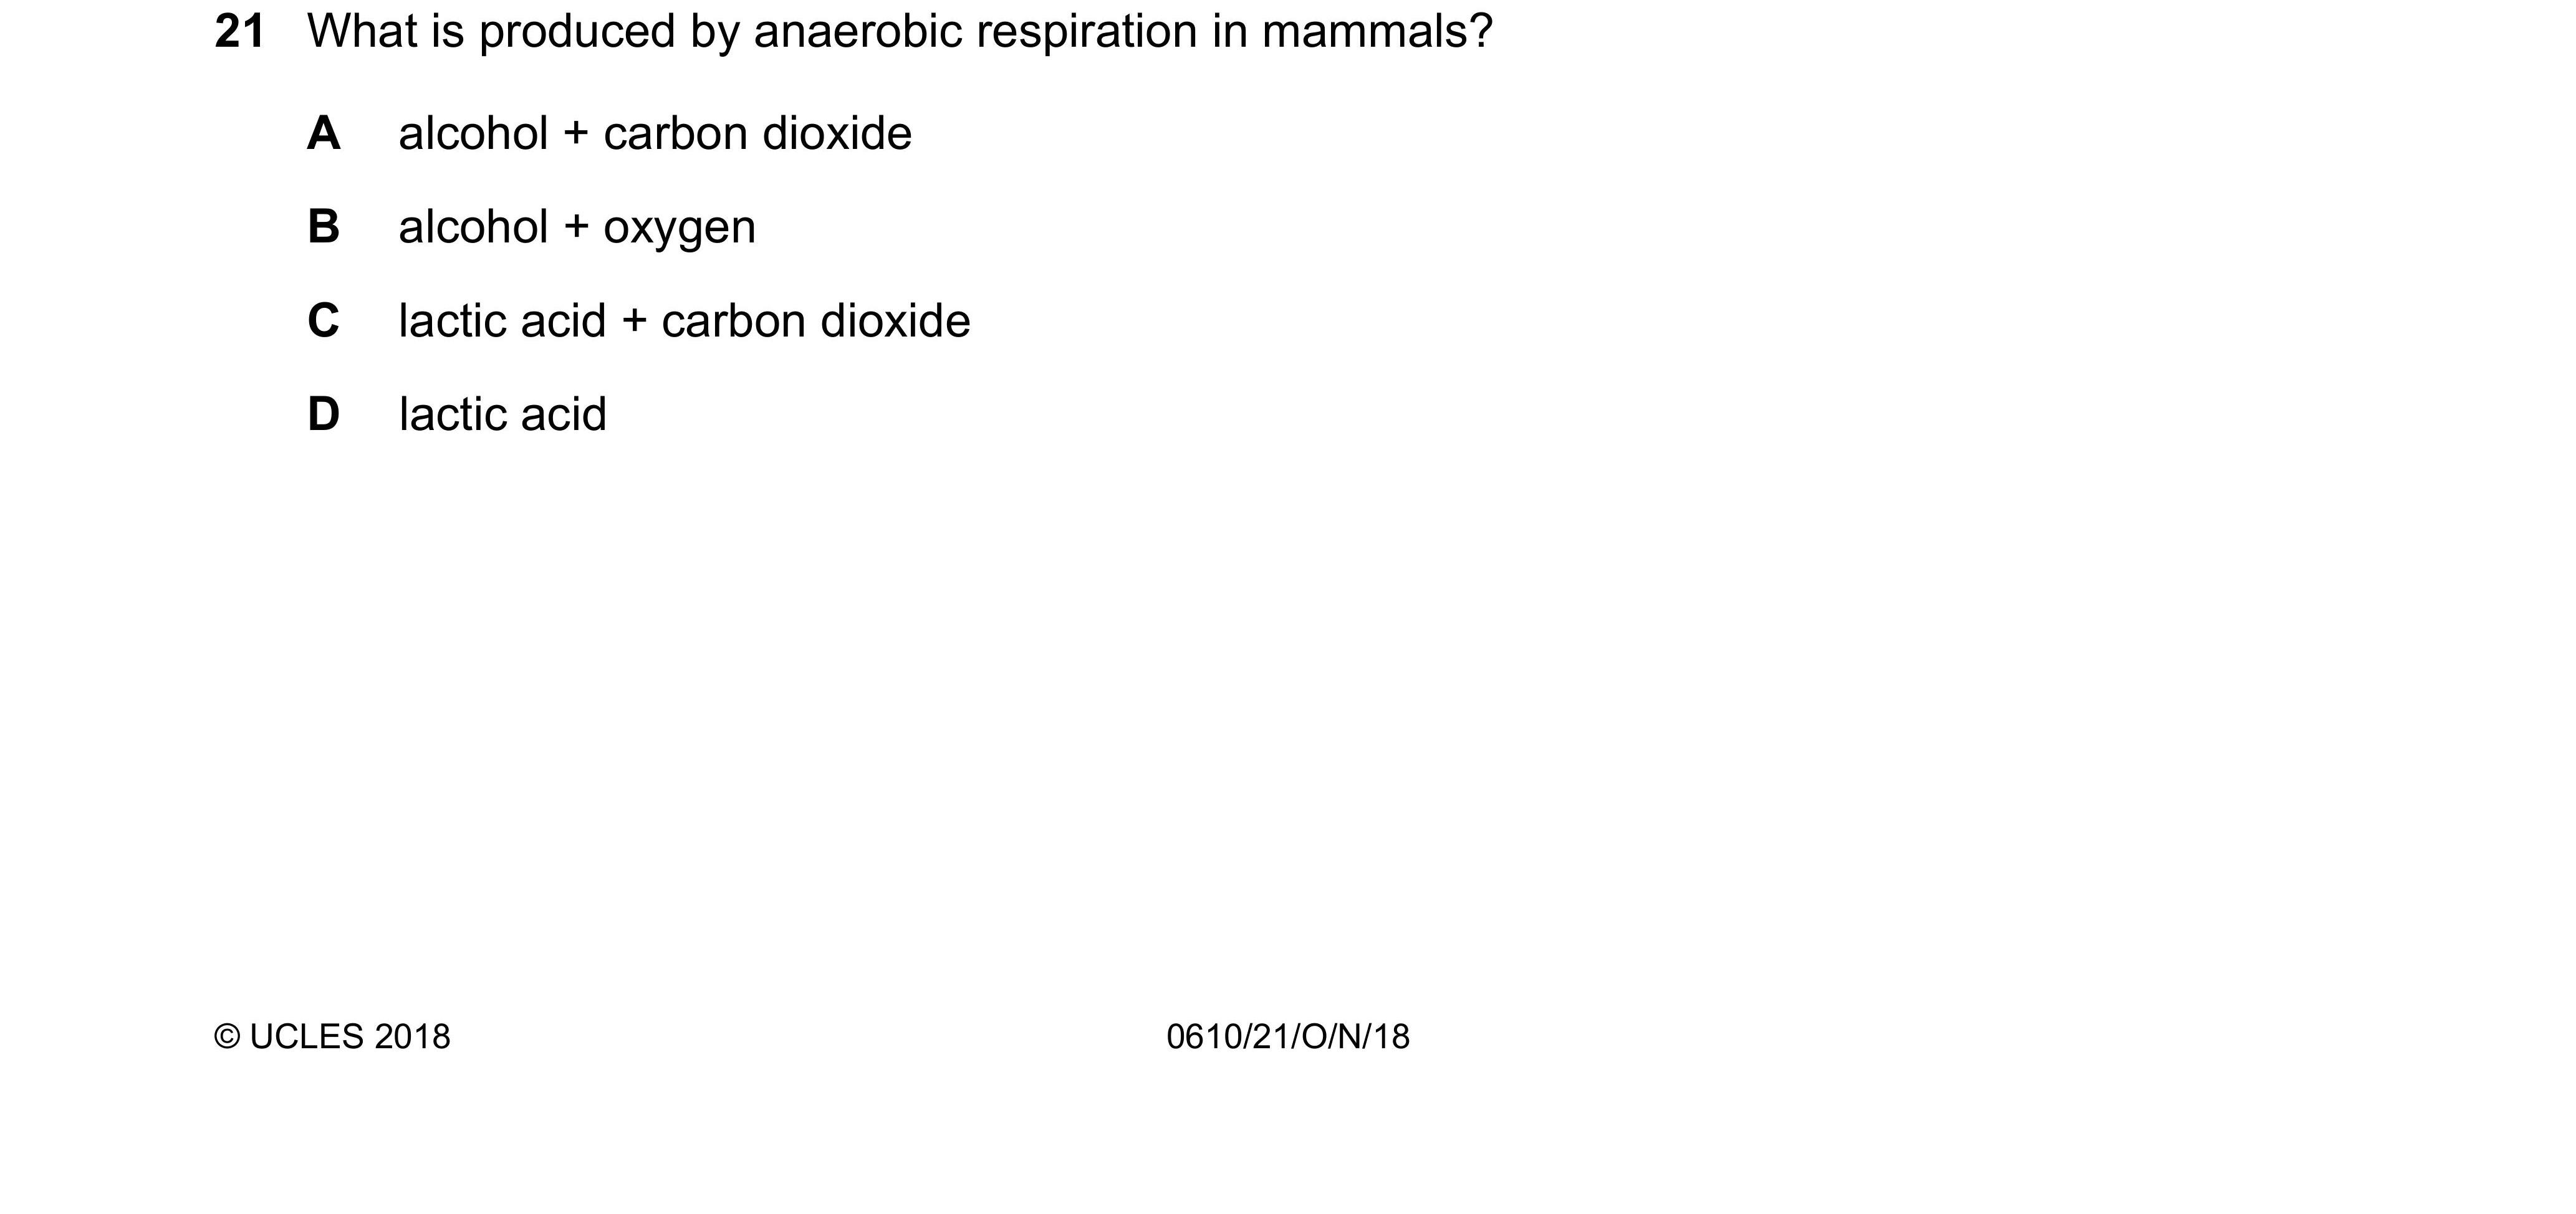 21 What is produced by anaerobic respiration in mammals?
A alcohol + carbon dioxide
B alcohol + oxygen
C lactic acid + carbon dioxide
D lactic acid
© UCLES 2018 0610/21/O/N/18